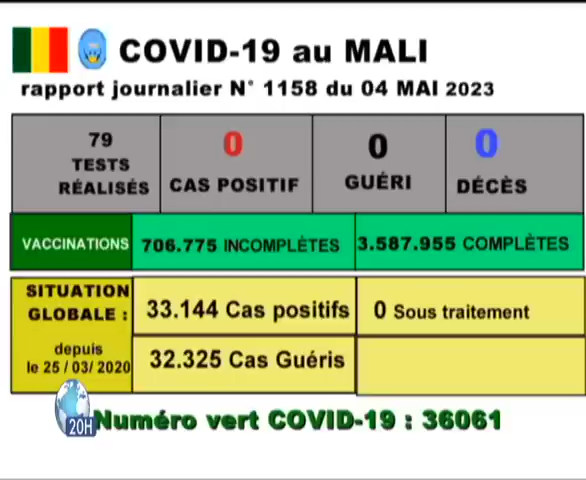 COVID-19 au MALI
rapport journalier N° 1158 du 04 MAI 2023
79
TESTS
RÉALISÉS
0
CAS POSITIF
0
GUÉRI
0
DÉCÈS
VACCINATIONS
706.775 INCOMPLÈTES
3.587.955 COMPLÈTES
SITUATION
GLOBALE :
depuis
le 25 / 03/ 2020
33.144 Cas positifs
0 Sous traitement
32.325 Cas Guéris
20H
Numéro vert COVID-19 : 36061